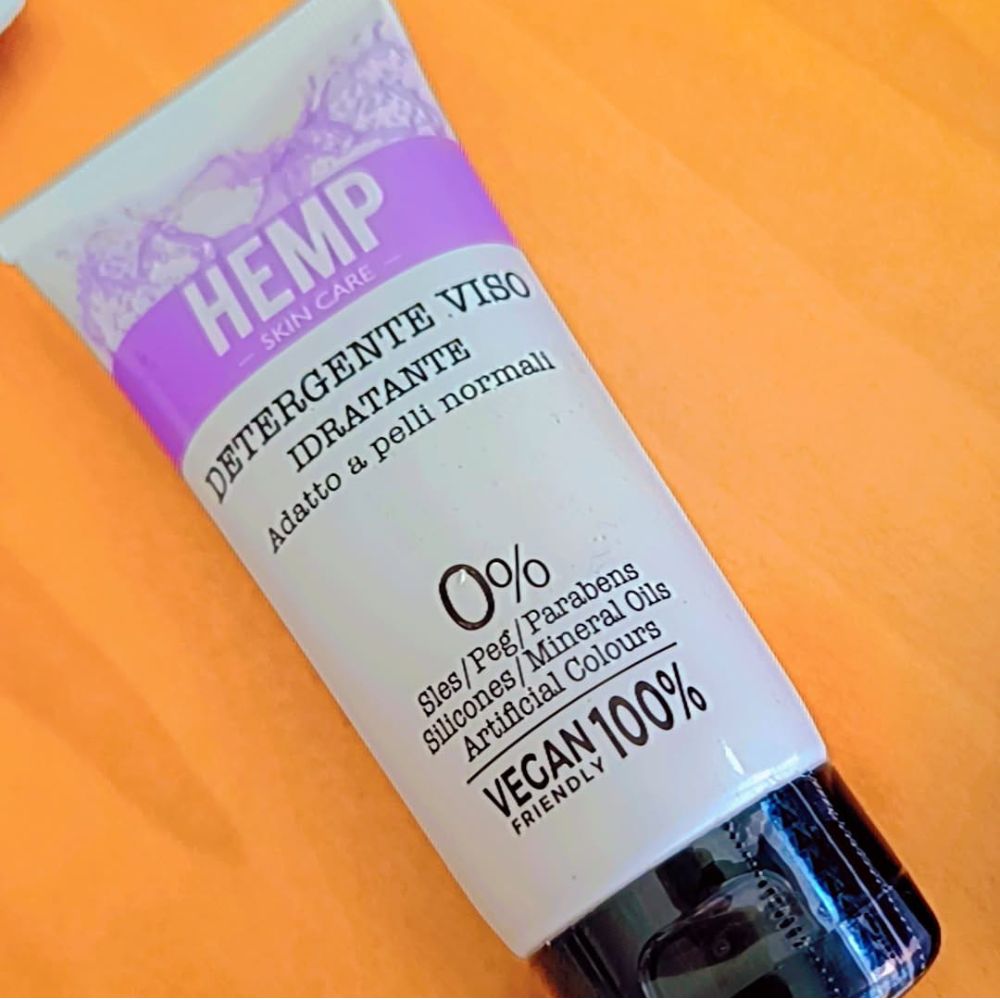 HEMP
SKIN CARE
DETERGENTE VISO
IDRATANTE
Adatto a pelli normali
0%
Sles/Peg/Parabens
Silicones/Mineral Oils
Artificial Colours
VEGAN 100%
FRIENDLY